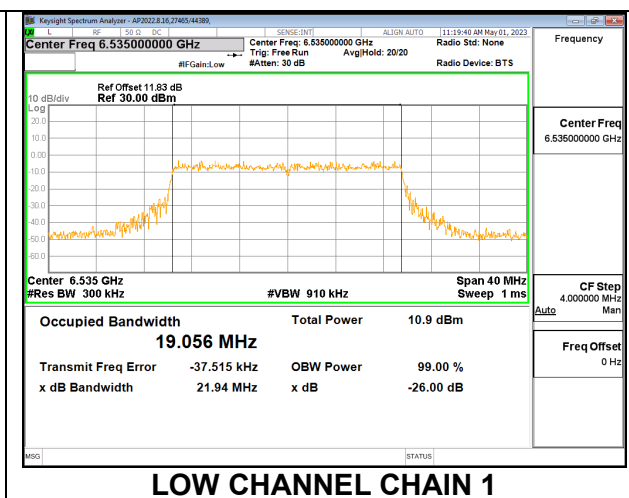 Keysight Spectrum Analyzer - AP2022.8.16,27465/44389,
L RF 50 Ω DC SENSE:INT ALIGN AUTO 11:19:40 AM May 01, 2023
Center Freq 6.535000000 GHz
Center Freq: 6.535000000 GHz
Radio Std: None
Trig: Free Run Avg|Hold: 20/20
#IFGain:Low #Atten: 30 dB Radio Device: BTS
Frequency
Ref Offset 11.83 dB
10 dB/div Ref 30.00 dBm
Log
20.0
10.0
0.00
-10.0
-20.0
-30.0
-40.0
-50.0
-60.0
Center 6.535 GHz Span 40 MHz
#Res BW 300 kHz #VBW 910 kHz Sweep 1 ms
Occupied Bandwidth Total Power 10.9 dBm
19.056 MHz
Transmit Freq Error -37.515 kHz OBW Power 99.00 %
x dB Bandwidth 21.94 MHz x dB -26.00 dB
Center Freq
6.535000000 GHz
CF Step
4.000000 MHz
Auto Man
Freq Offset
0 Hz
MSG STATUS
LOW CHANNEL CHAIN 1